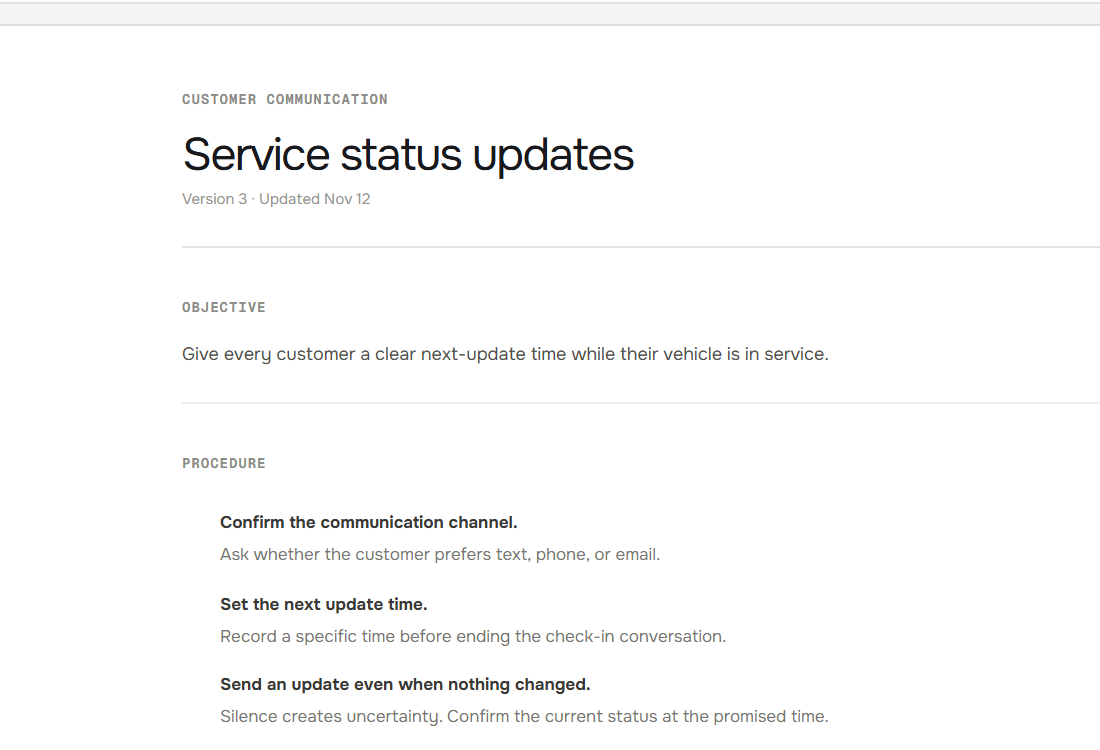 CUSTOMER COMMUNICATION
Service status updates
Version 3 · Updated Nov 12
OBJECTIVE
Give every customer a clear next-update time while their vehicle is in service.
PROCEDURE
Confirm the communication channel.
Ask whether the customer prefers text, phone, or email.
Set the next update time.
Record a specific time before ending the check-in conversation.
Send an update even when nothing changed.
Silence creates uncertainty. Confirm the current status at the promised time.